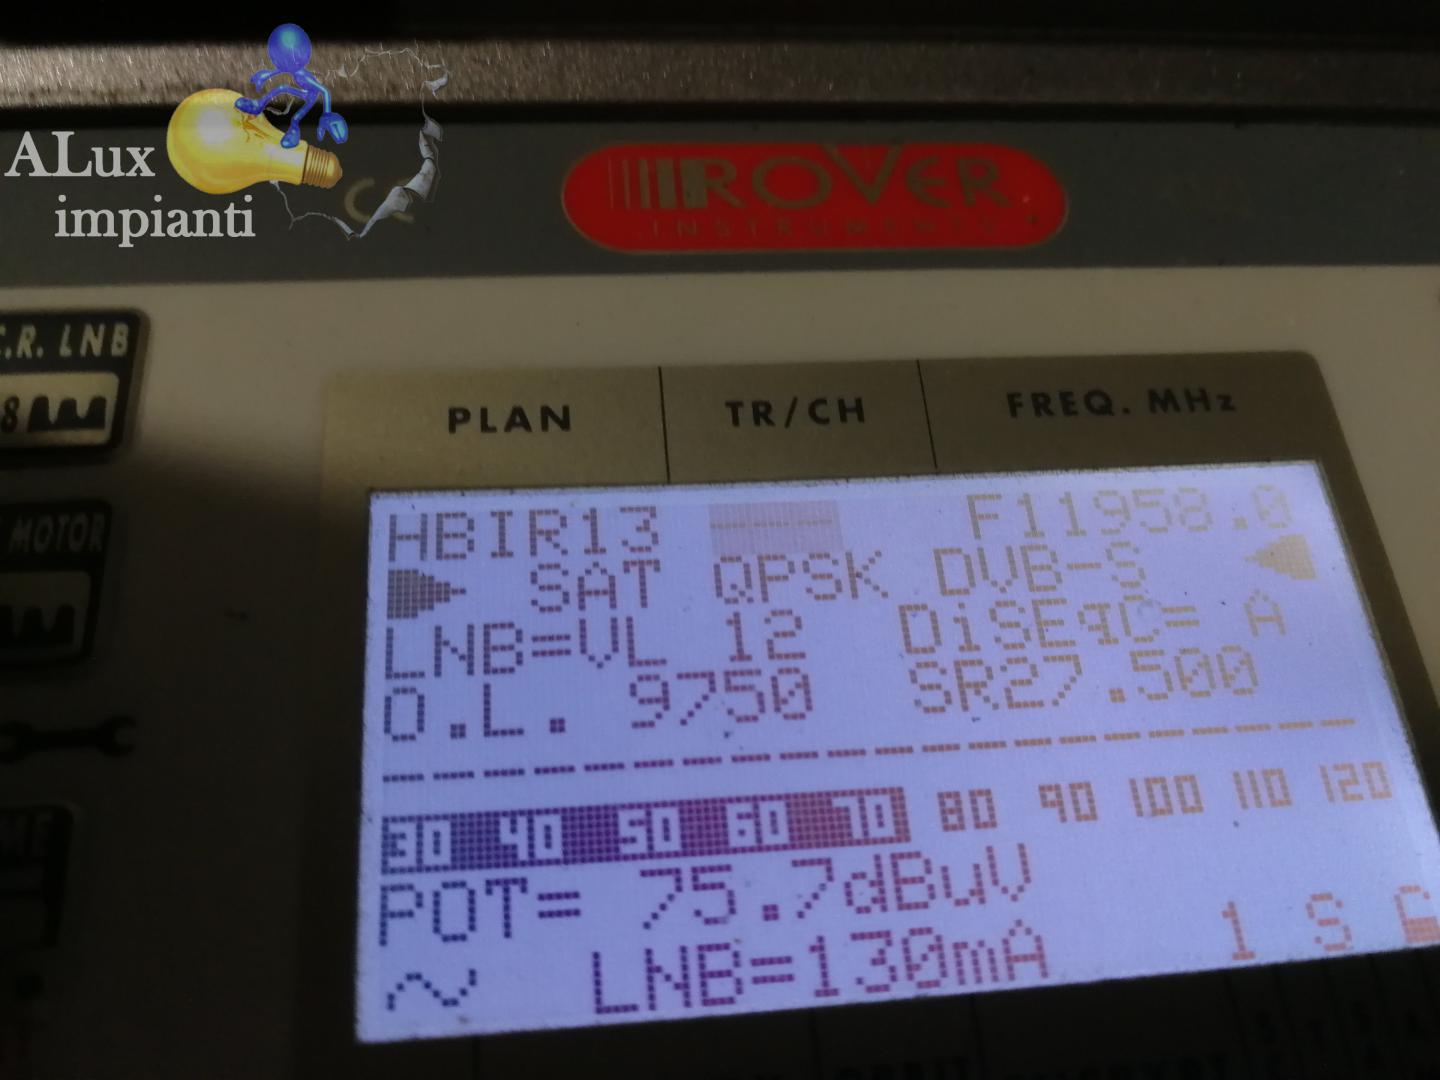 ALux
impianti
CE
ROVER
INSTRUMENTS
C.R. LNB
8
MOTOR
PLAN TR/CH FREQ. MHz
HBIR13 F11958.0
SAT QPSK DVB-S
LNB=VL 12 DiSEqC= A
O.L. 9750 SR27.500
30 40 50 60 70 80 90 100 110 120
POT= 75.7dBuV
~ LNB=130mA 1 S